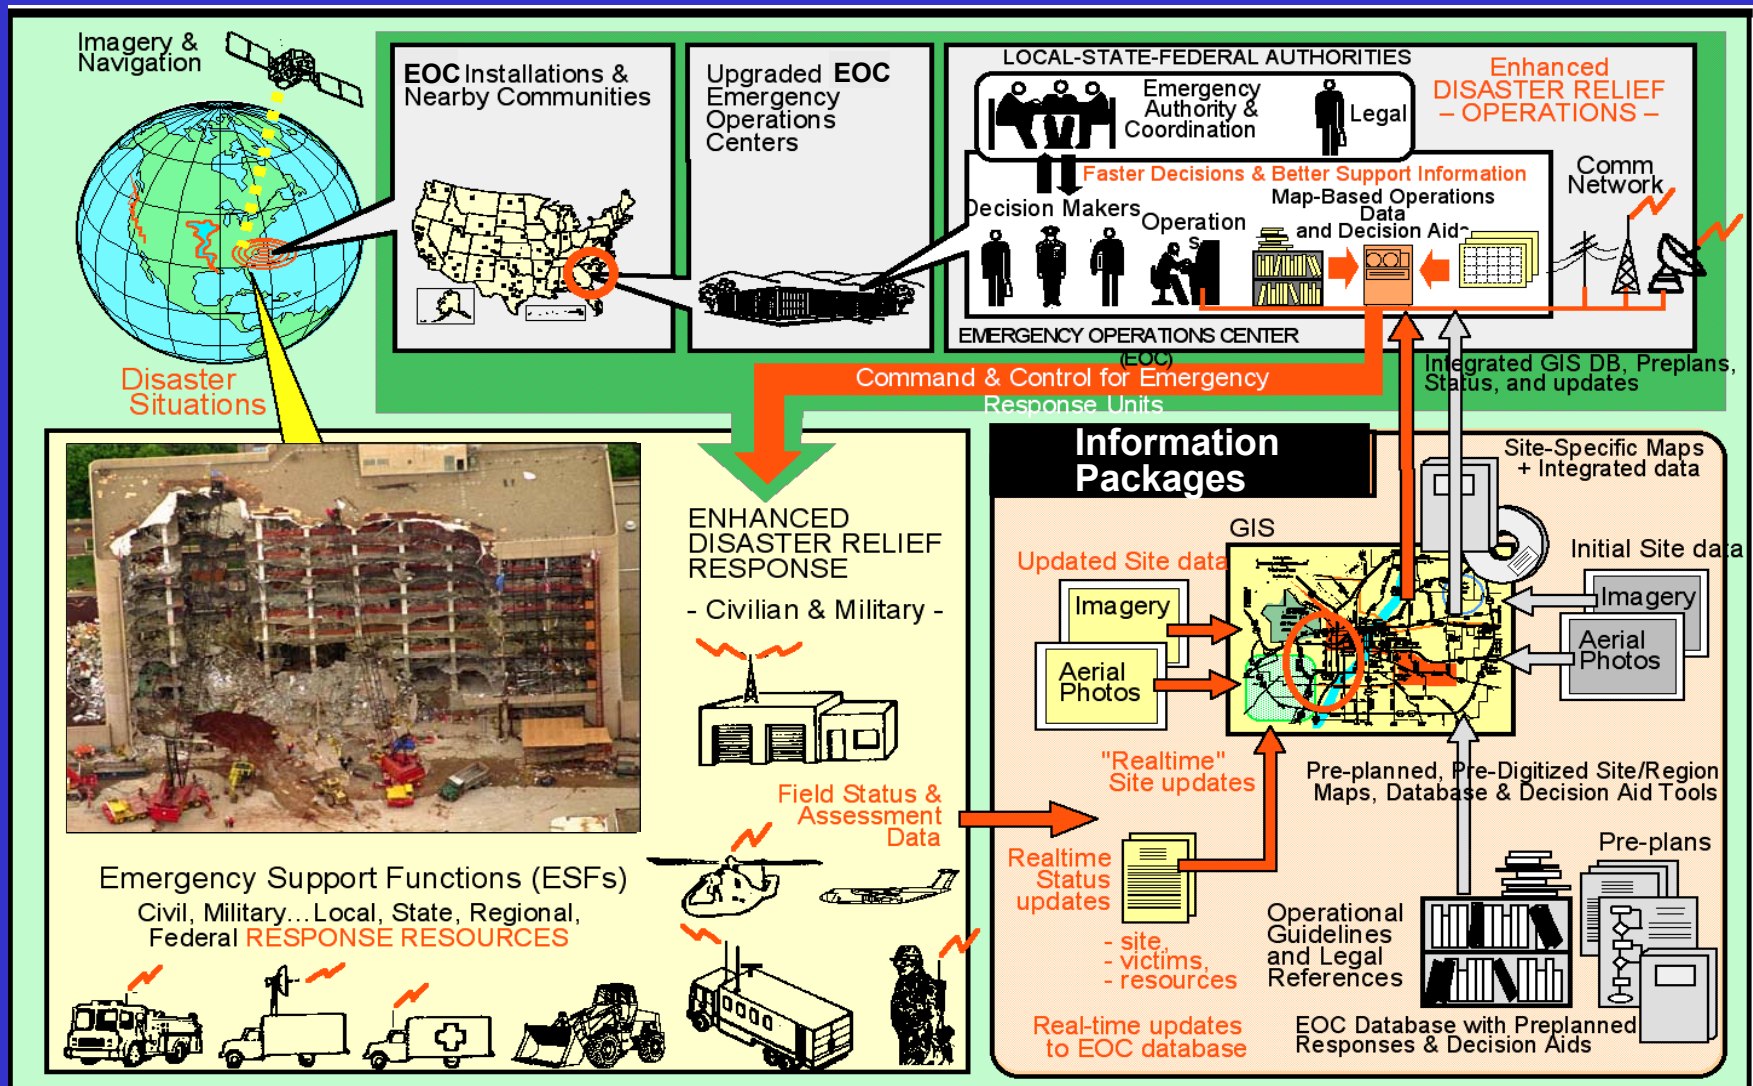 Imagery &
Navigation
EOC Installations &
Nearby Communities
Upgraded EOC
Emergency
Operations
Centers
LOCAL-STATE-FEDERAL AUTHORITIES
Emergency
Authority &
Coordination
Legal
Enhanced
DISASTER RELIEF
– OPERATIONS –
Faster Decisions & Better Support Information
Decision Makers
Operation
s
Map-Based Operations
Data
and Decision Aids
Comm
Network
EMERGENCY OPERATIONS CENTER
(EOC)
Integrated GIS DB, Preplans,
Status, and updates
Command & Control for Emergency
Response Units
Disaster
Situations
ENHANCED
DISASTER RELIEF
RESPONSE
- Civilian & Military -
Field Status &
Assessment
Data
Emergency Support Functions (ESFs)
Civil, Military...Local, State, Regional,
Federal RESPONSE RESOURCES
Information
Packages
Site-Specific Maps
+ Integrated data
GIS
Updated Site data
Imagery
Aerial
Photos
Initial Site data
Imagery
Aerial
Photos
"Realtime"
Site updates
Pre-planned, Pre-Digitized Site/Region
Maps, Database & Decision Aid Tools
Realtime
Status
updates
- site,
- victims,
- resources
Real-time updates
to EOC database
Pre-plans
Operational
Guidelines
and Legal
References
EOC Database with Preplanned
Responses & Decision Aids